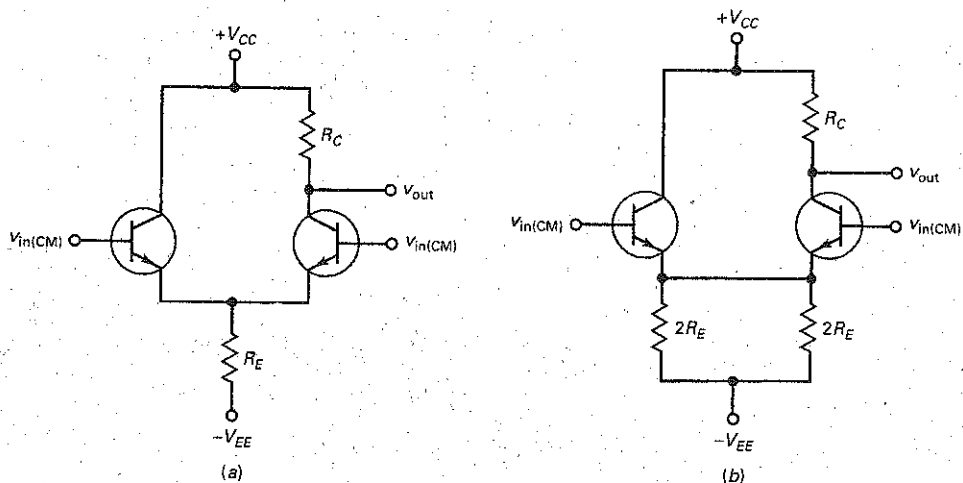 +V_CC
R_C
v_out
v_in(CM)
v_in(CM)
R_E
−V_EE
(a)
+V_CC
R_C
v_out
v_in(CM)
v_in(CM)
2R_E
2R_E
−V_EE
(b)